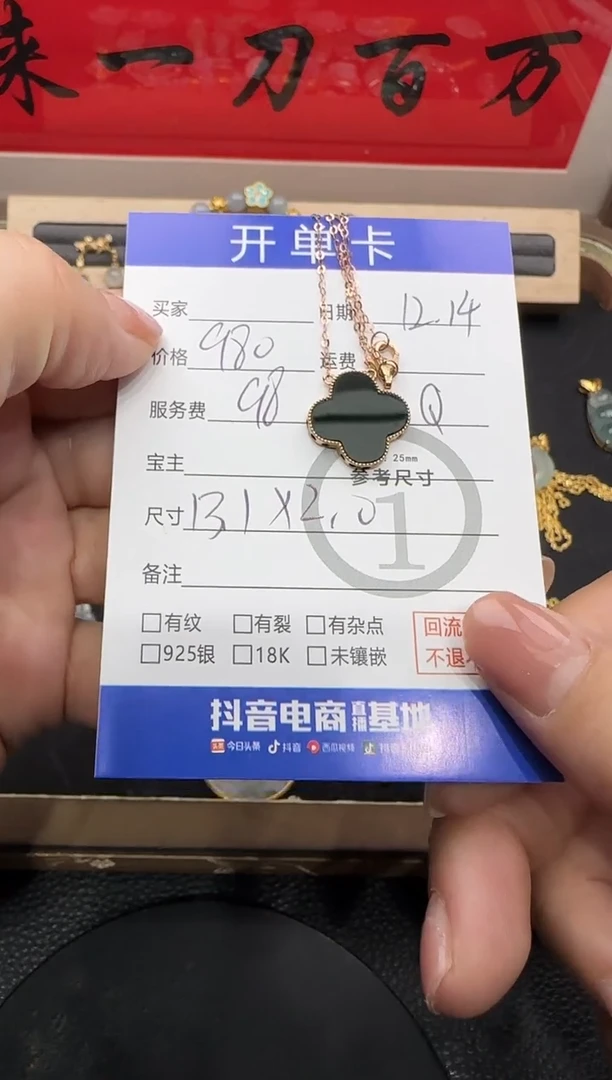 来一刀百万
开单卡
买家 日期 12.14
价格 980 运费
服务费 98 Q
25mm
宝主 参考尺寸
尺寸 13.1X2.0
1
备注
□有纹 □有裂 □有杂点
□925银 □18K □未镶嵌
回流
不退
抖音电商直播基地
头条 今日头条 抖音 西瓜视频